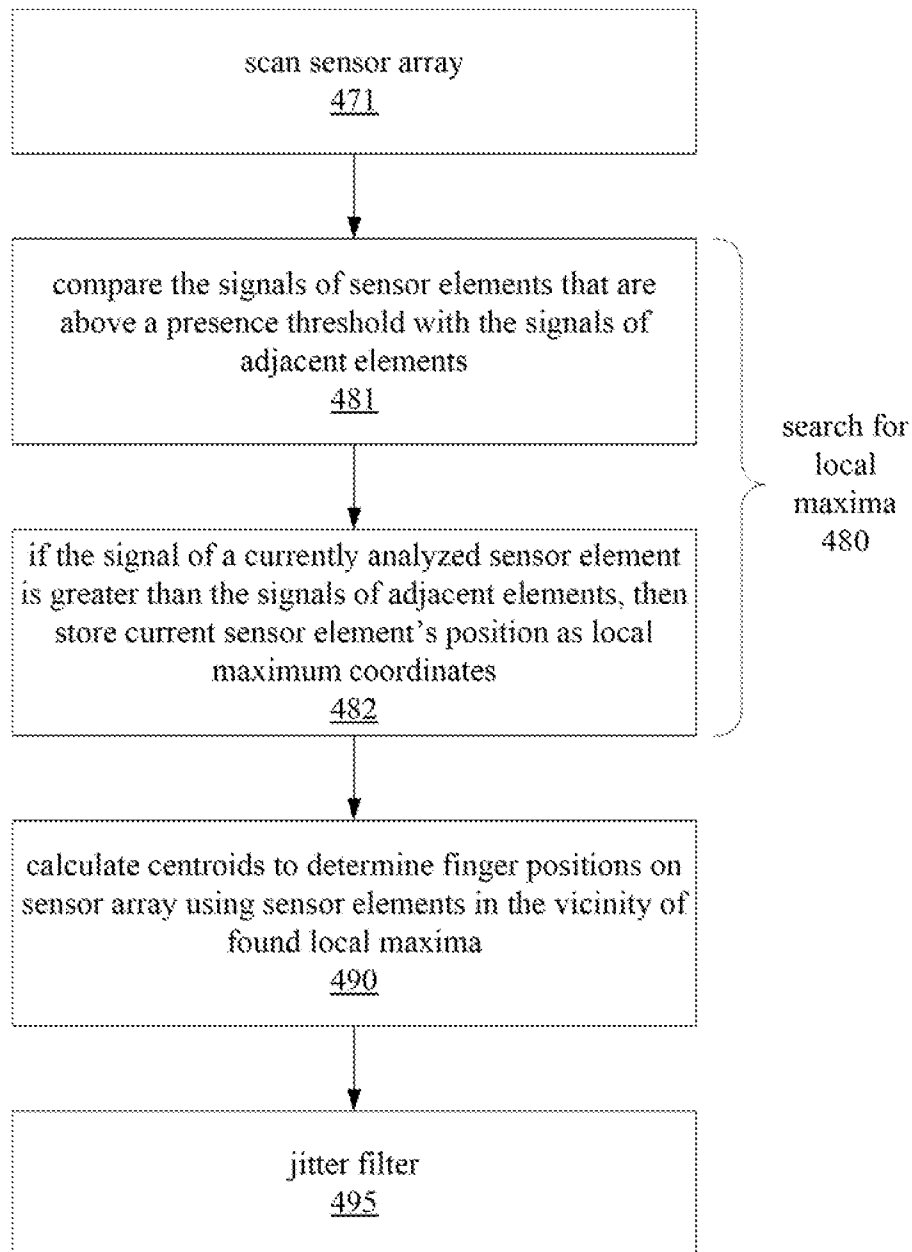 scan sensor array
471
compare the signals of sensor elements that are
above a presence threshold with the signals of
adjacent elements
481
if the signal of a currently analyzed sensor element
is greater than the signals of adjacent elements, then
store current sensor element's position as local
maximum coordinates
482
search for
local
maxima
480
calculate centroids to determine finger positions on
sensor array using sensor elements in the vicinity of
found local maxima
490
jitter filter
495